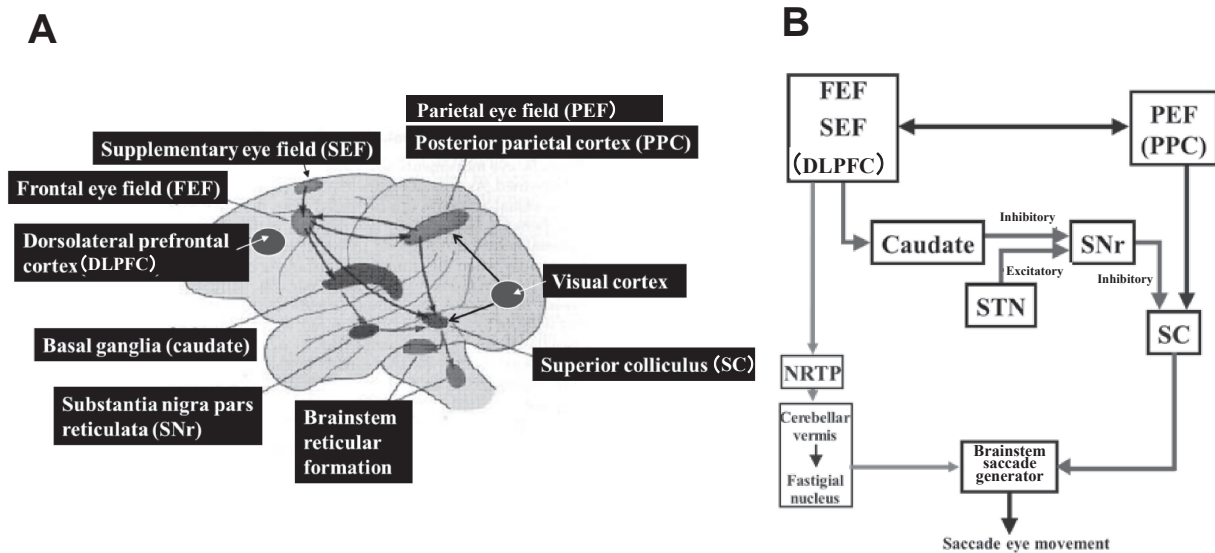 A
Parietal eye field (PEF)
Posterior parietal cortex (PPC)
Supplementary eye field (SEF)
Frontal eye field (FEF)
Dorsolateral prefrontal
cortex(DLPFC)
Visual cortex
Basal ganglia (caudate)
Superior colliculus (SC)
Substantia nigra pars
reticulata (SNr)
Brainstem
reticular
formation
B
FEF
SEF
(DLPFC)
PEF
(PPC)
Caudate
Inhibitory
SNr
Excitatory
Inhibitory
STN
SC
NRTP
Cerebellar
vermis
Fastigial
nucleus
Brainstem
saccade
generator
Saccade eye movement